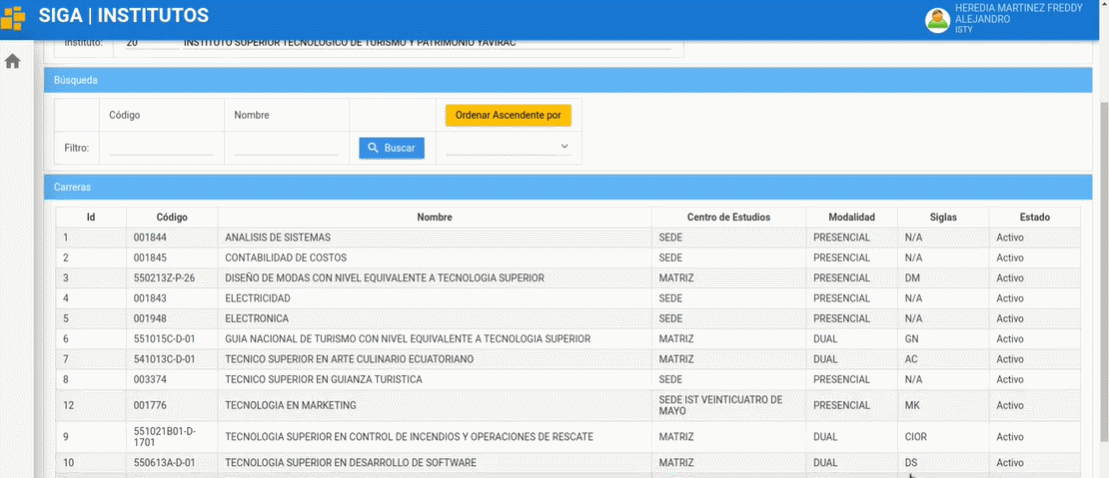 SIGA | INSTITUTOS
HEREDIA MARTINEZ FREDDY
ALEJANDRO
ISTY
Instituto: 20 INSTITUTO SUPERIOR TECNOLOGICO DE TURISMO Y PATRIMONIO YAVIRAC
Búsqueda
Código Nombre Ordenar Ascendente por
Filtro: Buscar
Carreras
Id Código Nombre Centro de Estudios Modalidad Siglas Estado
1 001844 ANALISIS DE SISTEMAS SEDE PRESENCIAL N/A Activo
2 001845 CONTABILIDAD DE COSTOS SEDE PRESENCIAL N/A Activo
3 550213Z-P-26 DISEÑO DE MODAS CON NIVEL EQUIVALENTE A TECNOLOGIA SUPERIOR MATRIZ PRESENCIAL DM Activo
4 001843 ELECTRICIDAD SEDE PRESENCIAL N/A Activo
5 001948 ELECTRONICA SEDE PRESENCIAL N/A Activo
6 551015C-D-01 GUIA NACIONAL DE TURISMO CON NIVEL EQUIVALENTE A TECNOLOGIA SUPERIOR MATRIZ DUAL GN Activo
7 541013C-D-01 TECNICO SUPERIOR EN ARTE CULINARIO ECUATORIANO MATRIZ DUAL AC Activo
8 003374 TECNICO SUPERIOR EN GUIANZA TURISTICA SEDE PRESENCIAL N/A Activo
12 001776 TECNOLOGIA EN MARKETING SEDE IST VEINTICUATRO DE
MAYO PRESENCIAL MK Activo
9 551021B01-D-
1701 TECNOLOGIA SUPERIOR EN CONTROL DE INCENDIOS Y OPERACIONES DE RESCATE MATRIZ DUAL CIOR Activo
10 550613A-D-01 TECNOLOGIA SUPERIOR EN DESARROLLO DE SOFTWARE MATRIZ DUAL DS Activo